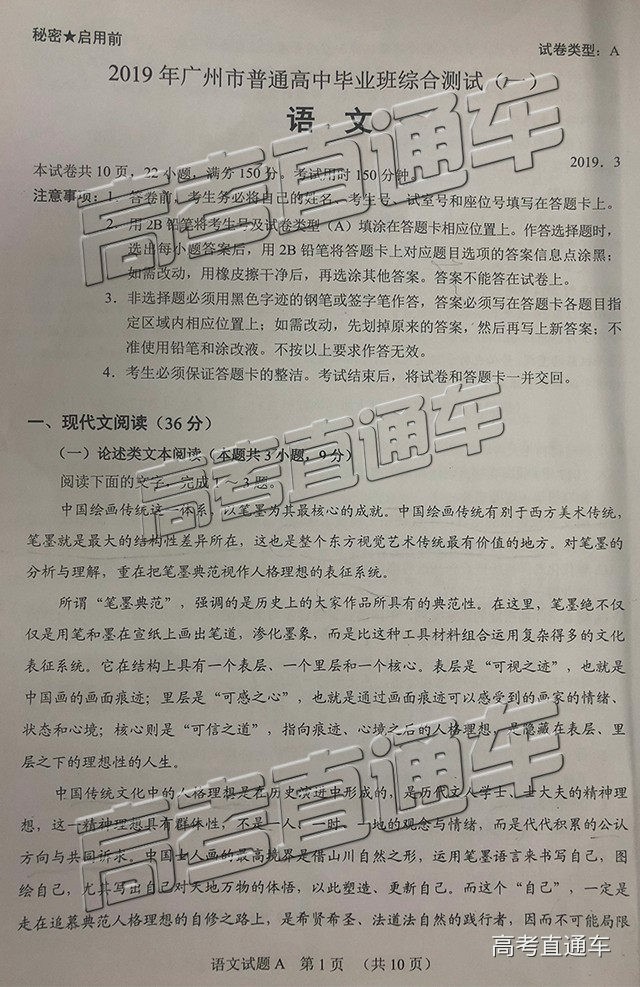 秘密★启用前
试卷类型：A
2019 年广州市普通高中毕业班综合测试（一）
语 文
2019．3
本试卷共 10 页，22 小题，满分 150 分。考试用时 150 分钟。
注意事项：1．答卷前，考生务必将自己的姓名、考生号、试室号和座位号填写在答题卡上。
2．用 2B 铅笔将考生号及试卷类型（A）填涂在答题卡相应位置上。作答选择题时，
选出每小题答案后，用 2B 铅笔将答题卡上对应题目选项的答案信息点涂黑；
如需改动，用橡皮擦干净后，再选涂其他答案。答案不能答在试卷上。
3．非选择题必须用黑色字迹的钢笔或签字笔作答，答案必须写在答题卡各题目指
定区域内相应位置上；如需改动，先划掉原来的答案，然后再写上新答案；不
准使用铅笔和涂改液。不按以上要求作答无效。
4．考生必须保证答题卡的整洁。考试结束后，将试卷和答题卡一并交回。
一、现代文阅读（36 分）
（一）论述类文本阅读（本题共 3 小题，9 分）
阅读下面的文字，完成 1～3 题。
中国绘画传统这一体系，以笔墨为其最核心的成就。中国绘画传统有别于西方美术传统，
笔墨就是最大的结构性差异所在，这也是整个东方视觉艺术传统最有价值的地方。对笔墨的
分析与理解，重在把笔墨典范视作人格理想的表征系统。
所谓“笔墨典范”，强调的是历史上的大家作品所具有的典范性。在这里，笔墨绝不仅
仅是用笔和墨在宣纸上画出笔道，渗化墨象，而是比这种工具材料组合运用复杂得多的文化
表征系统。它在结构上具有一个表层、一个里层和一个核心。表层是“可视之迹”，也就是
中国画的画面痕迹；里层是“可感之心”，也就是通过画面痕迹可以感受到的画家的情绪、
状态和心境；核心则是“可信之道”，指向痕迹、心境之后的人格理想，是隐藏在表层、里
层之下的理想性的人生。
中国传统文化中的人格理想是在历史演进中形成的，是历代文人学士、士大夫的精神理
想，这一精神理想具有群体性，不是一人、一时、一地的观念与情绪，而是代代积累的公认
方向与共同祈求。中国士人画的最高境界是借山川自然之形，运用笔墨语言来书写自己，图
绘自己，尤其写出自己对天地万物的体悟，以此塑造、更新自己。而这个“自己”，一定是
走在追慕典范人格理想的自修之路上，是希贤希圣、法道法自然的践行者，因而不可能局限
语文试题 A 第 1 页 （共 10 页）
高考直通车
高考直通车
高考直通车
高考直通车
高考直通车